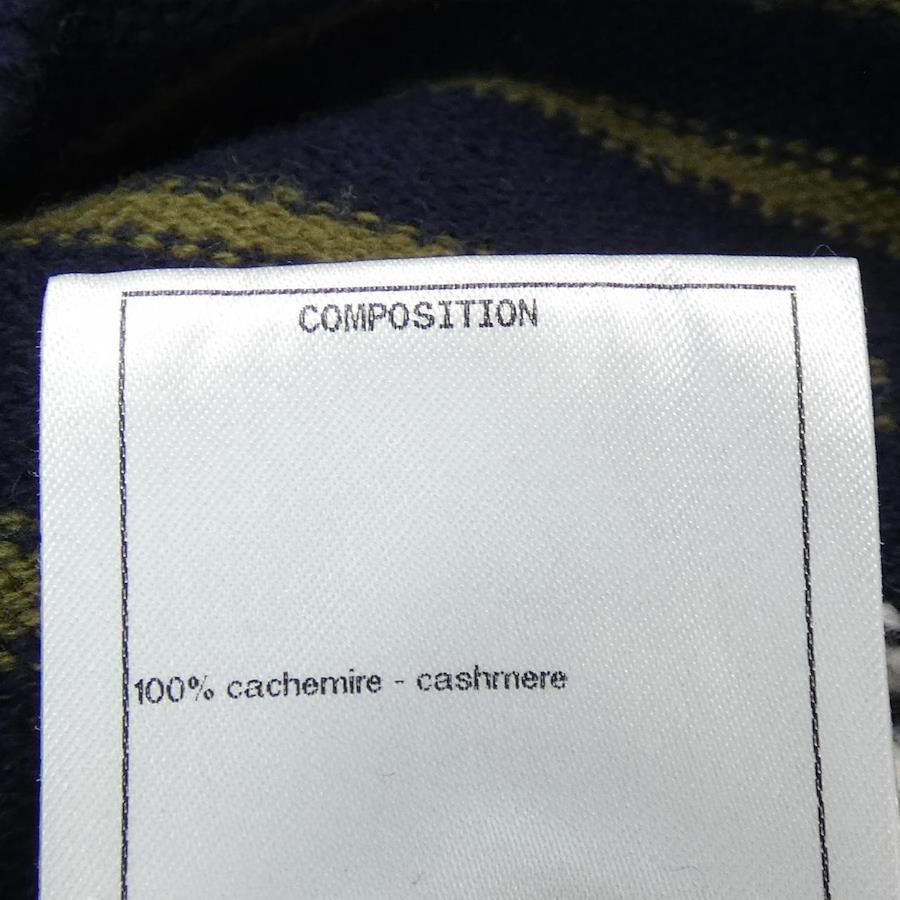 COMPOSITION
100% cachemire - cashmere